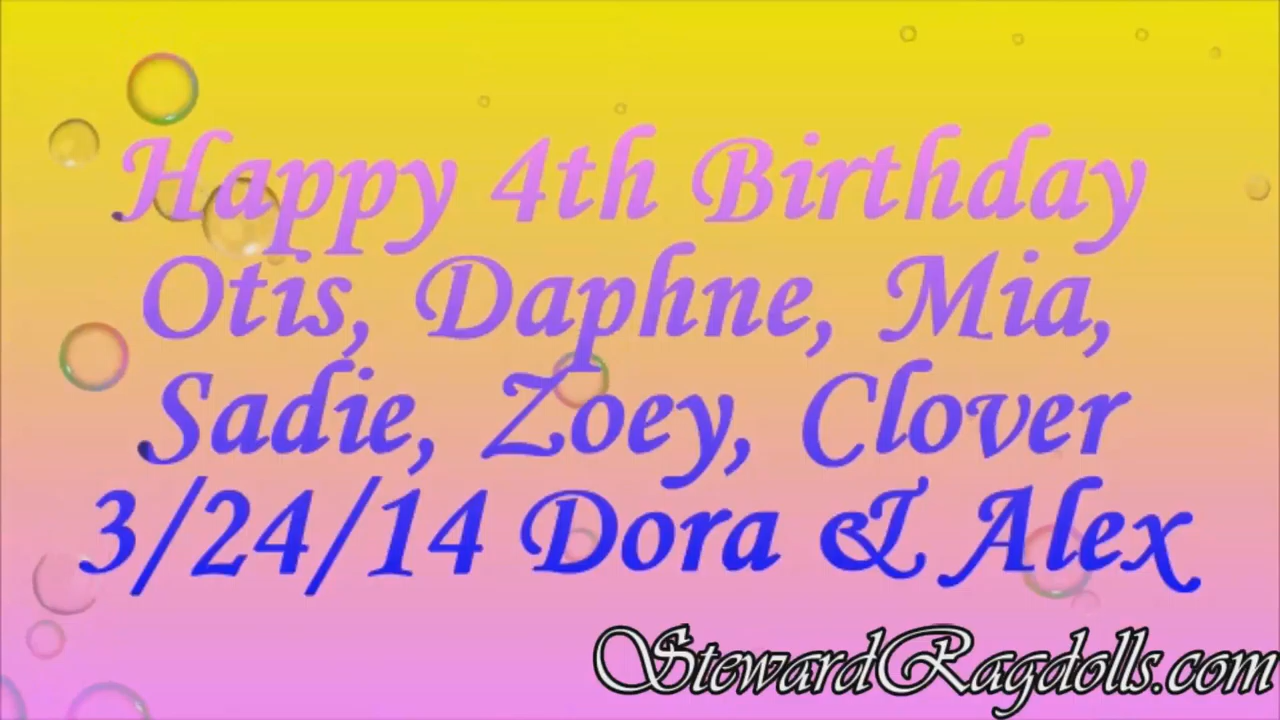 Happy 4th Birthday
Otis, Daphne, Mia,
Sadie, Zoey, Clover
3/24/14 Dora & Alex
StewardRagdolls.com